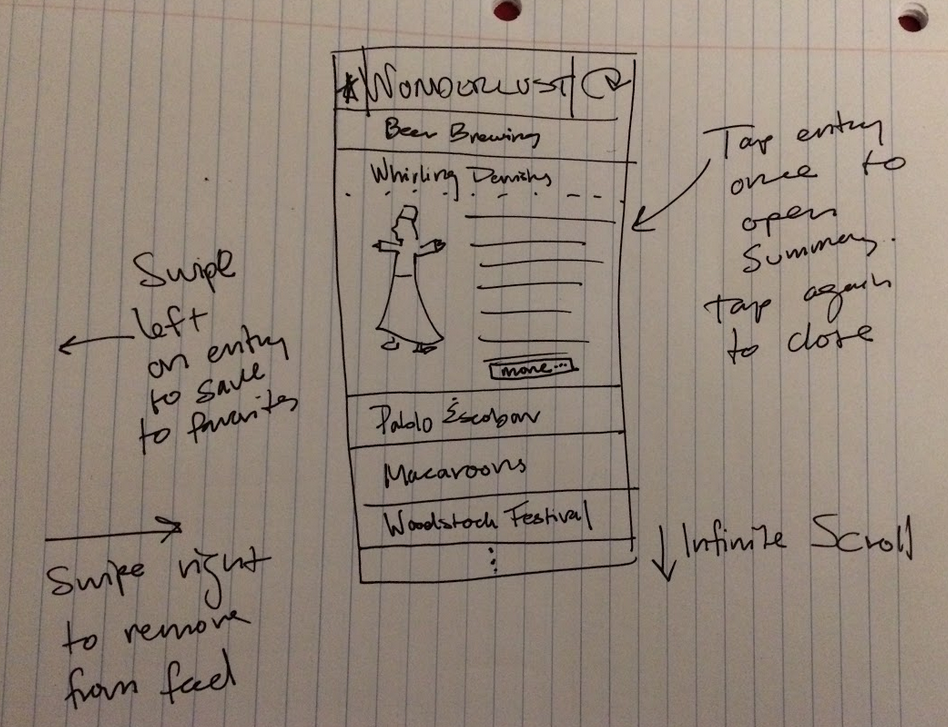 WONDERLUST
Beer Brewing
Whirling Dervishs
more...
Pablo Escobar
Macaroons
Woodstock Festival
Tap entry
once to
open
Summary.
tap again
to close
Swipe
left
on entry
to save
to favorites
Swipe right
to remove
from feed
Infinite Scroll